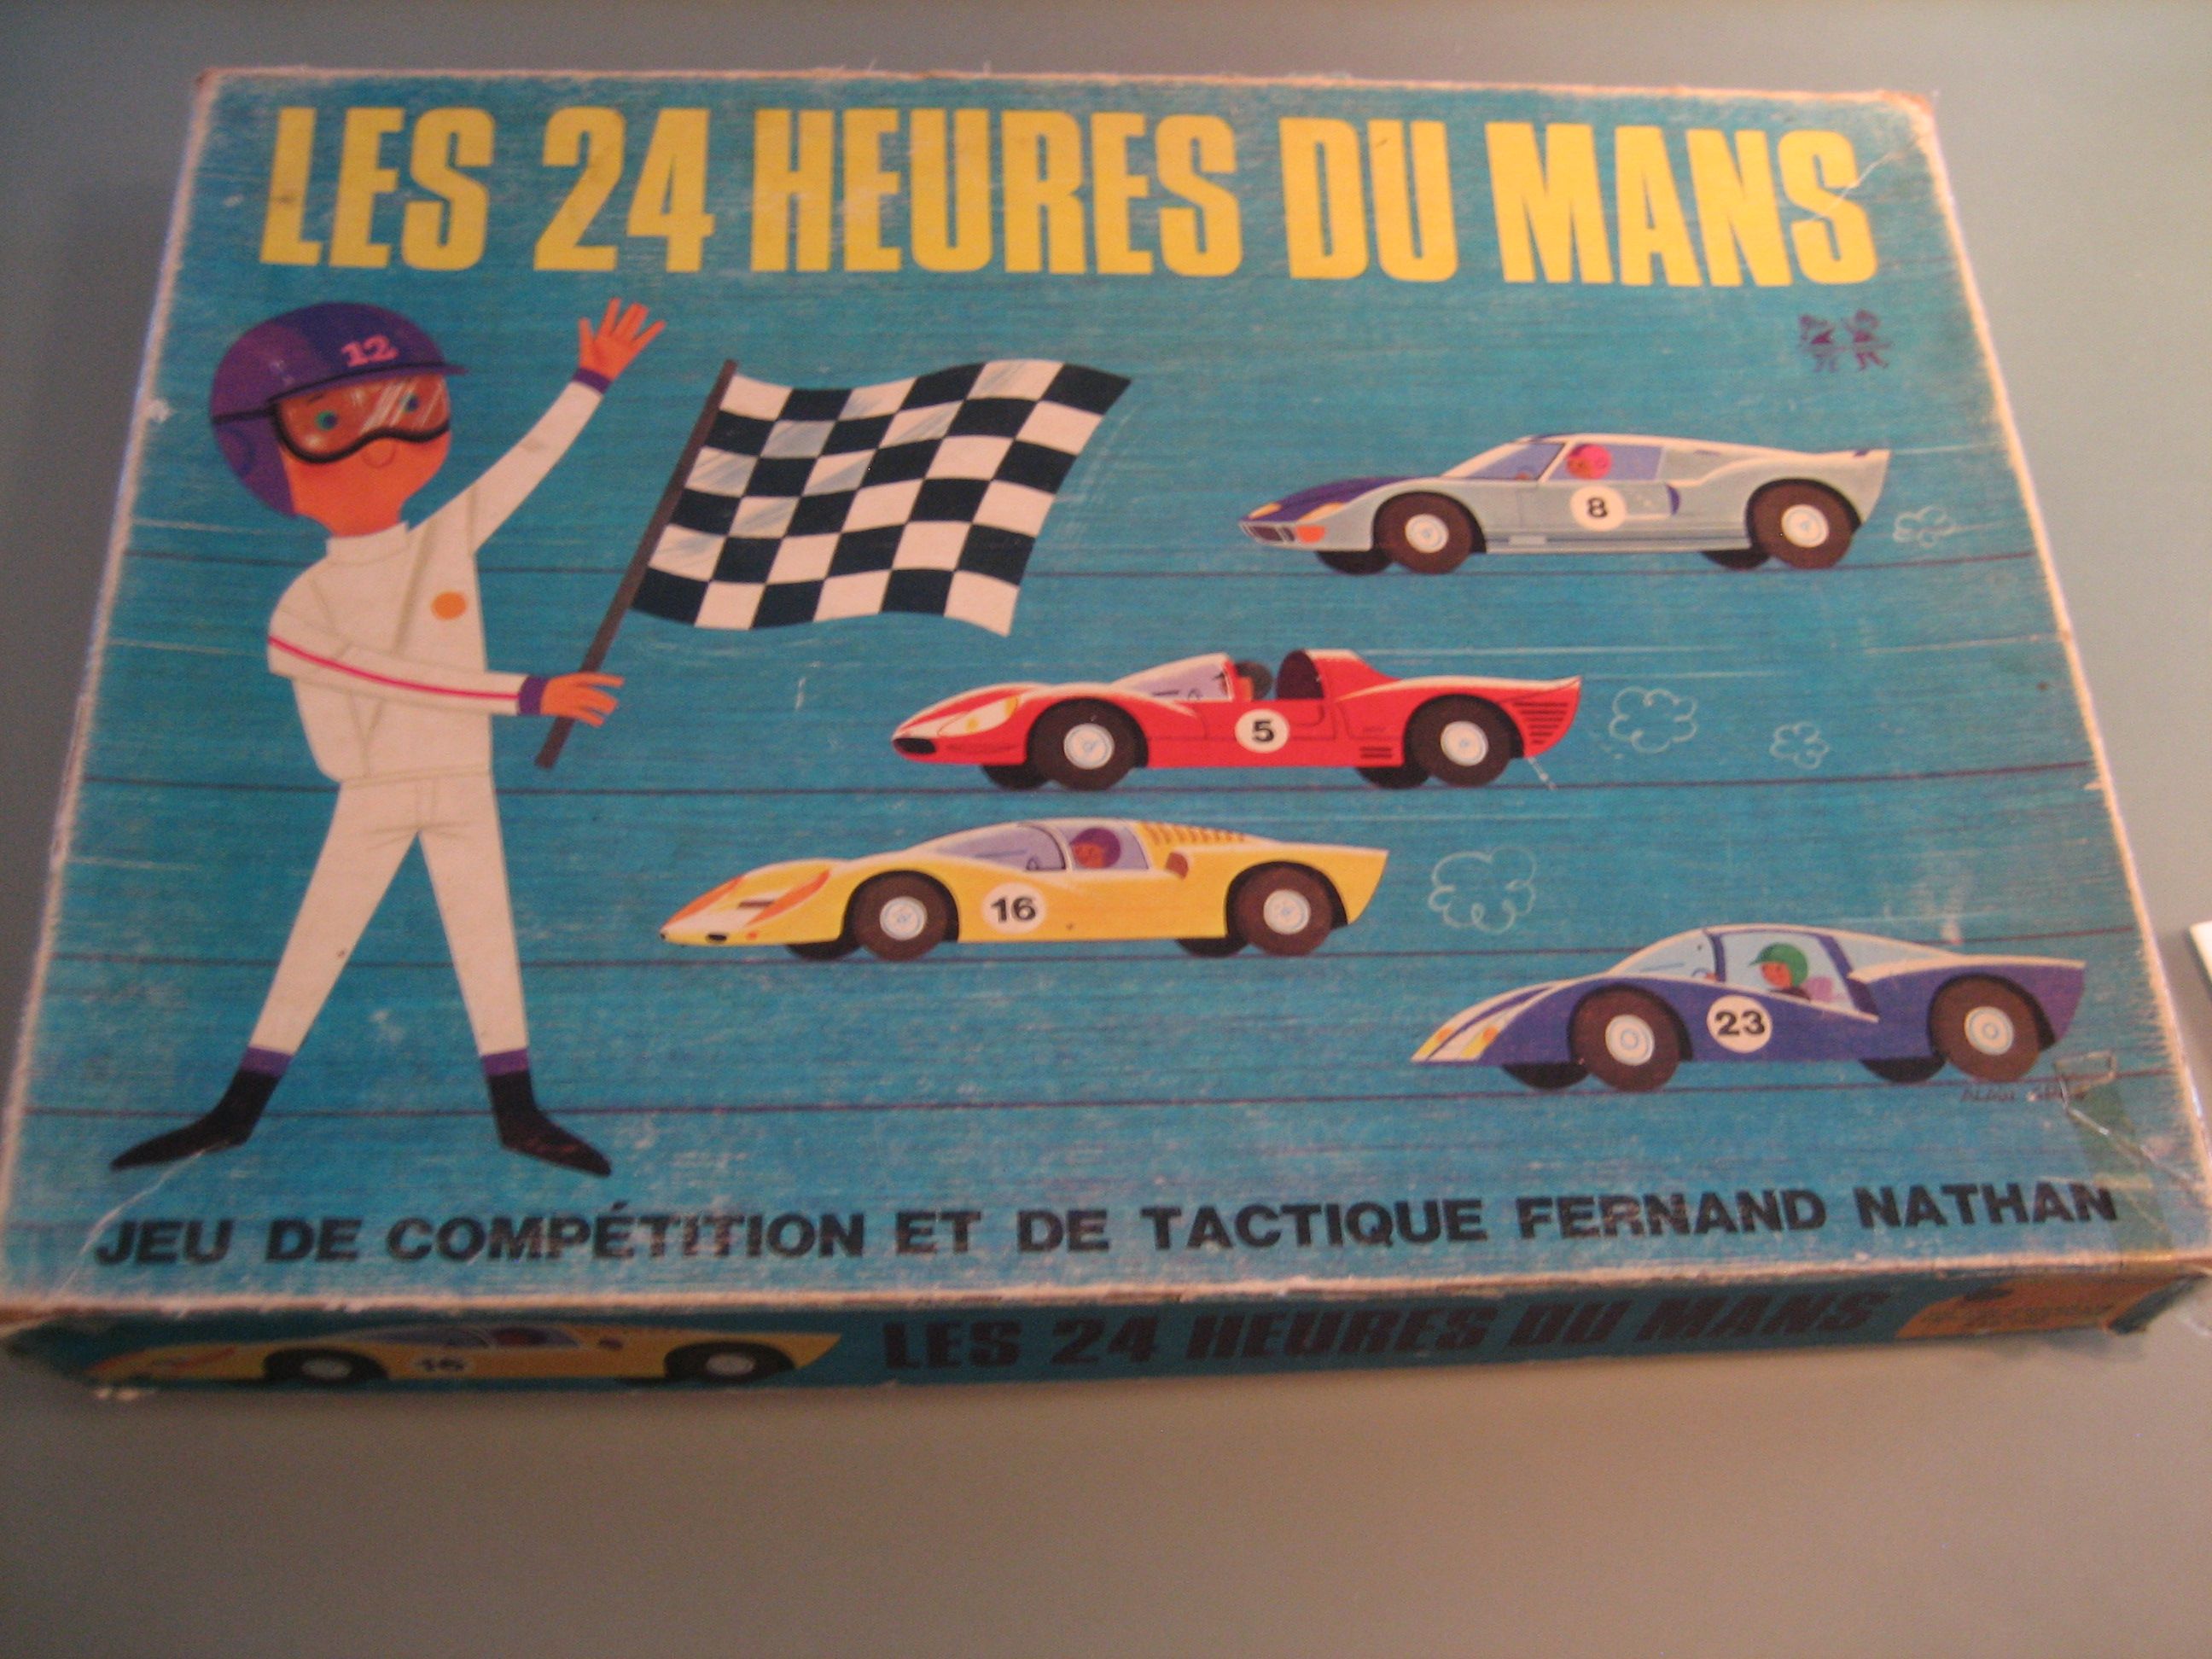 LES 24 HEURES DU MANS
12
8
5
16
23
JEU DE COMPÉTITION ET DE TACTIQUE FERNAND NATHAN
16
LES 24 HEURES DU MANS